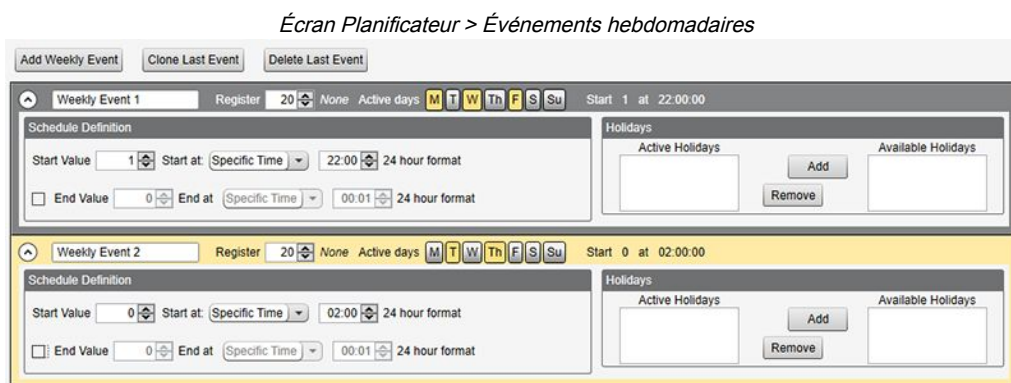 Écran Planificateur > Événements hebdomadaires
Add Weekly Event Clone Last Event Delete Last Event
Weekly Event 1 Register 20 None Active days M T W Th F S Su Start 1 at 22:00:00
Schedule Definition Holidays
Active Holidays Available Holidays
Start Value 1 Start at: Specific Time 22:00 24 hour format Add
End Value 0 End at Specific Time 00:01 24 hour format Remove
Weekly Event 2 Register 20 None Active days M T W Th F S Su Start 0 at 02:00:00
Schedule Definition Holidays
Active Holidays Available Holidays
Start Value 0 Start at: Specific Time 02:00 24 hour format Add
End Value 0 End at Specific Time 00:01 24 hour format Remove